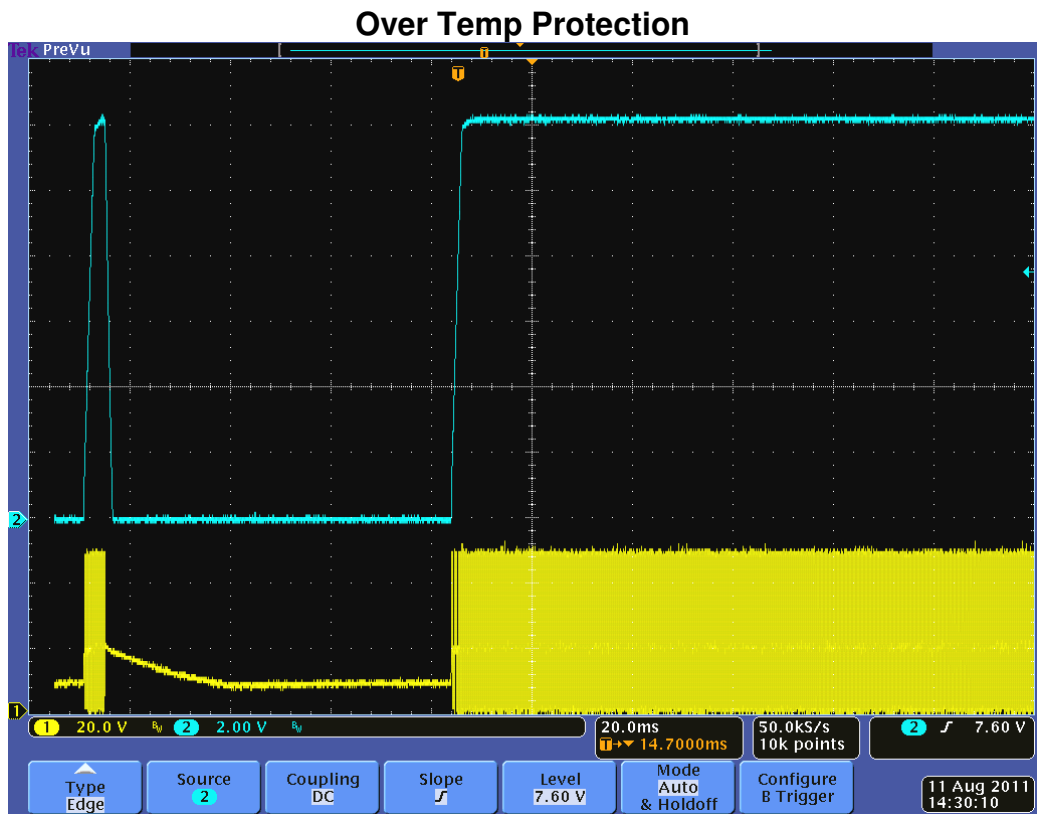 Over Temp Protection
Tek PreVu
[ T ]
T
2
1
1 20.0 V BW 2 2.00 V BW
20.0ms
T→▼ 14.7000ms
50.0kS/s
10k points
2 7.60 V
Type
Edge
Source
2
Coupling
DC
Slope
Level
7.60 V
Mode
Auto
& Holdoff
Configure
B Trigger
11 Aug 2011
14:30:10